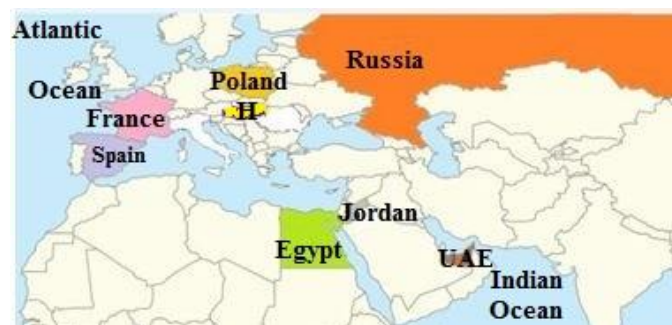 Atlantic
Ocean
Russia
Poland
H
France
Spain
Jordan
Egypt
UAE
Indian
Ocean